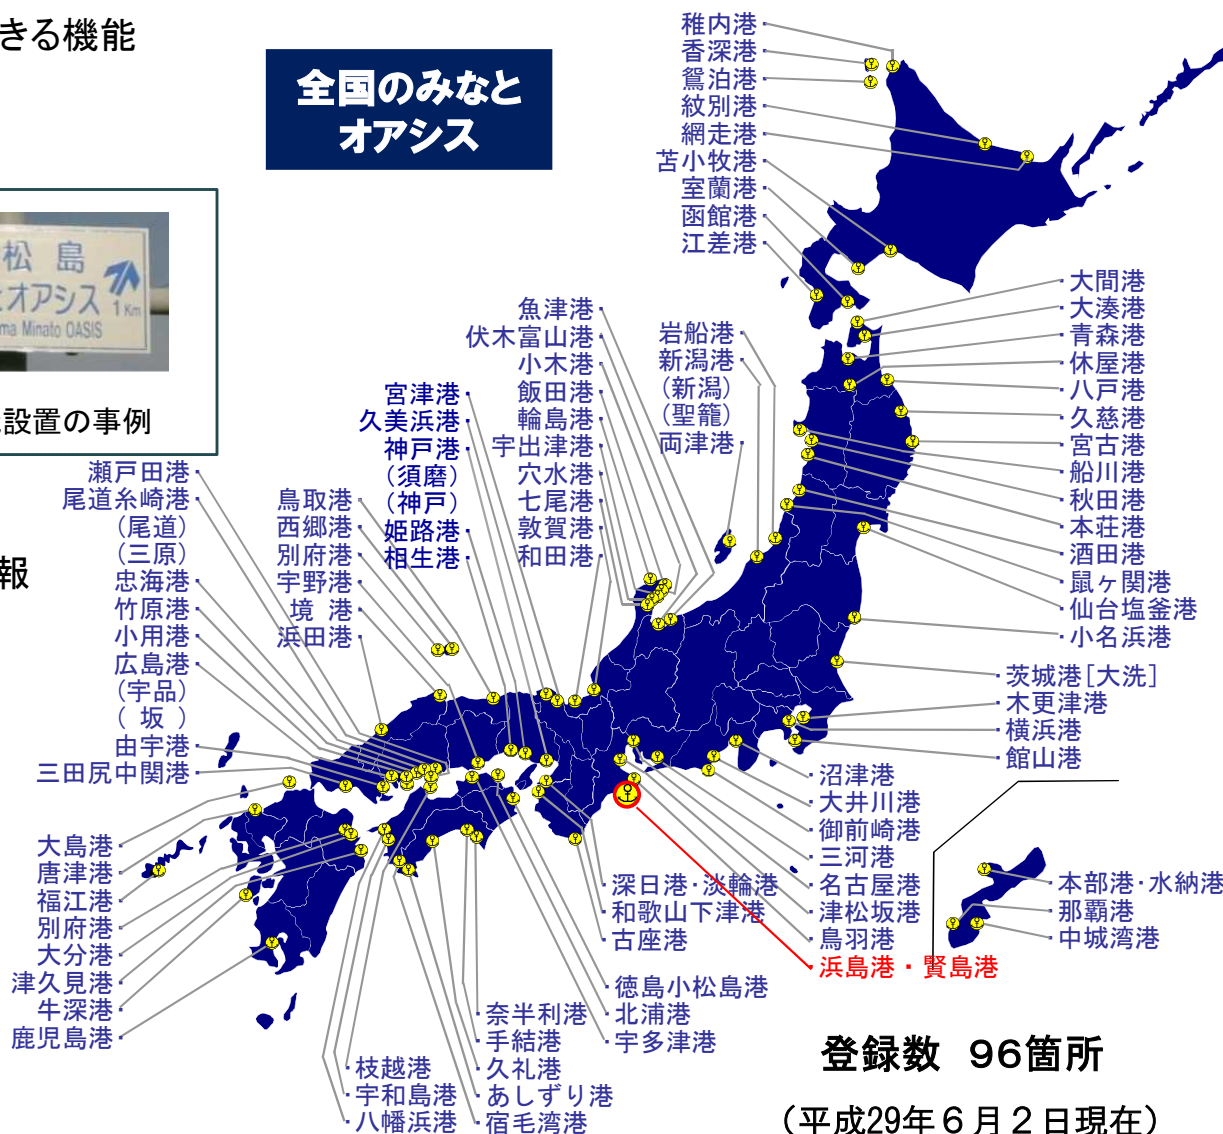 きる機能
全国のみなと
オアシス
松島
とオアシス 1Km
ma Minato OASIS
設置の事例
報
稚内港
香深港
鴛泊港
紋別港
網走港
苫小牧港
室蘭港
函館港
江差港
大間港
大湊港
青森港
休屋港
八戸港
久慈港
宮古港
船川港
秋田港
本荘港
酒田港
鼠ヶ関港
仙台塩釜港
小名浜港
茨城港[大洗]
木更津港
横浜港
館山港
岩船港
新潟港
(新潟)
(聖籠)
両津港
魚津港
伏木富山港
小木港
飯田港
輪島港
宇出津港
穴水港
七尾港
敦賀港
和田港
宮津港
久美浜港
神戸港
(須磨)
(神戸)
姫路港
相生港
鳥取港
西郷港
別府港
宇野港
境 港
浜田港
瀬戸田港
尾道糸崎港
(尾道)
(三原)
忠海港
竹原港
小用港
広島港
(宇品)
( 坂 )
由宇港
三田尻中関港
大島港
唐津港
福江港
別府港
大分港
津久見港
牛深港
鹿児島港
枝越港
宇和島港
八幡浜港
奈半利港
手結港
久礼港
あしずり港
宿毛湾港
徳島小松島港
北浦港
宇多津港
深日港・淡輪港
和歌山下津港
古座港
沼津港
大井川港
御前崎港
三河港
名古屋港
津松坂港
鳥羽港
浜島港・賢島港
本部港・水納港
那覇港
中城湾港
登録数 96箇所
(平成29年6月2日現在)